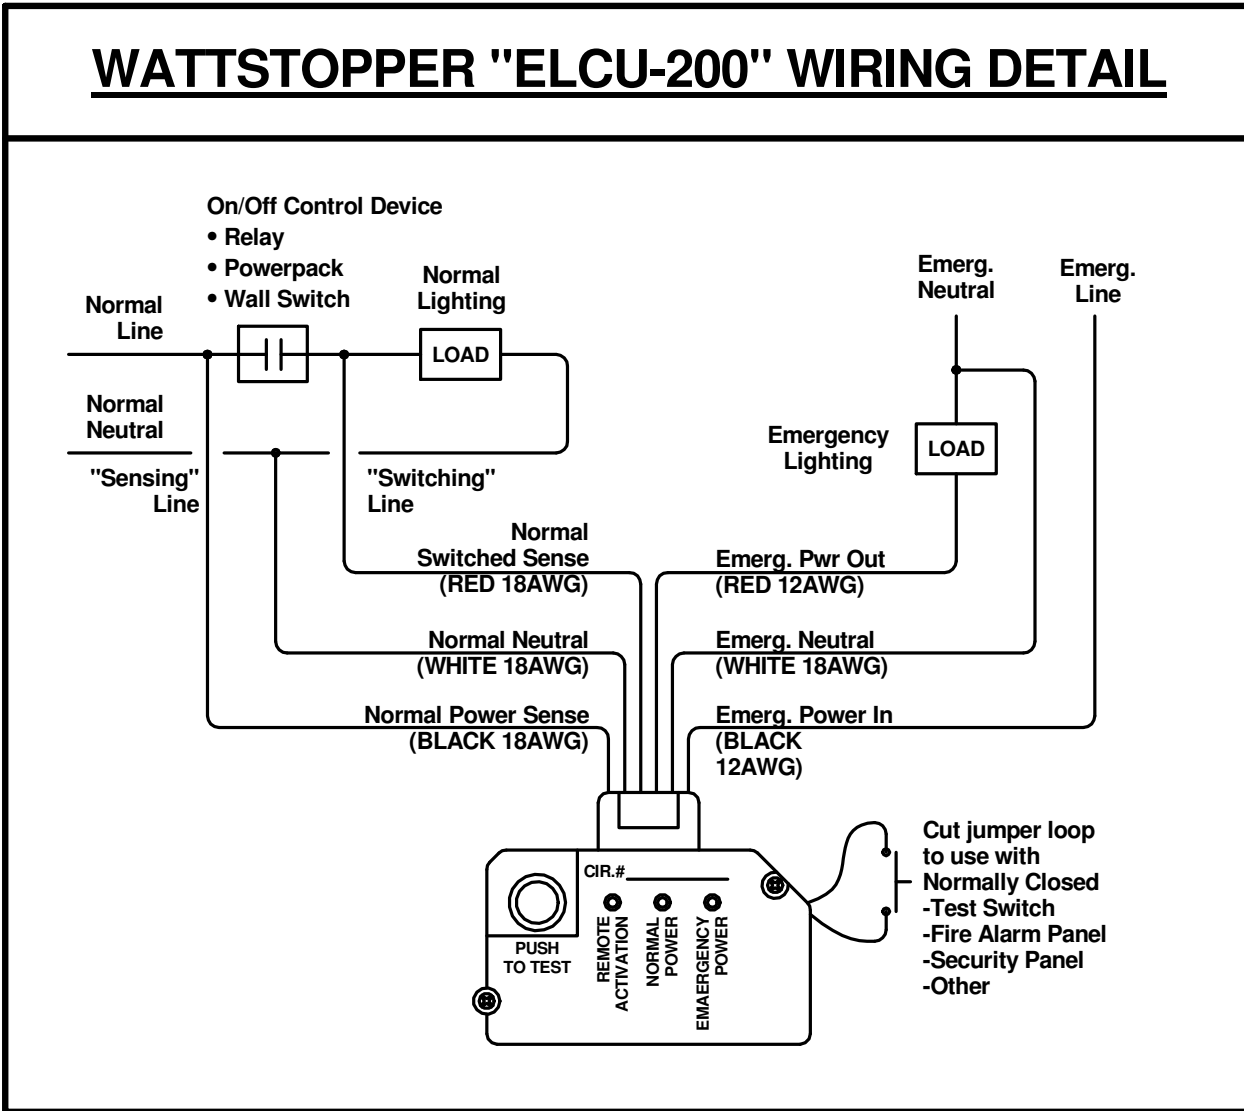 WATTSTOPPER "ELCU-200" WIRING DETAIL
On/Off Control Device
• Relay
• Powerpack
• Wall Switch
Normal
Line
Normal
Lighting
LOAD
Normal
Neutral
"Sensing"
Line
"Switching"
Line
Emerg.
Neutral
Emerg.
Line
Emergency
Lighting
LOAD
Normal
Switched Sense
(RED 18AWG)
Emerg. Pwr Out
(RED 12AWG)
Normal Neutral
(WHITE 18AWG)
Emerg. Neutral
(WHITE 18AWG)
Normal Power Sense
(BLACK 18AWG)
Emerg. Power In
(BLACK
12AWG)
CIR.#
PUSH
TO TEST
REMOTE
ACTIVATION
NORMAL
POWER
EMAERGENCY
POWER
Cut jumper loop
to use with
Normally Closed
-Test Switch
-Fire Alarm Panel
-Security Panel
-Other